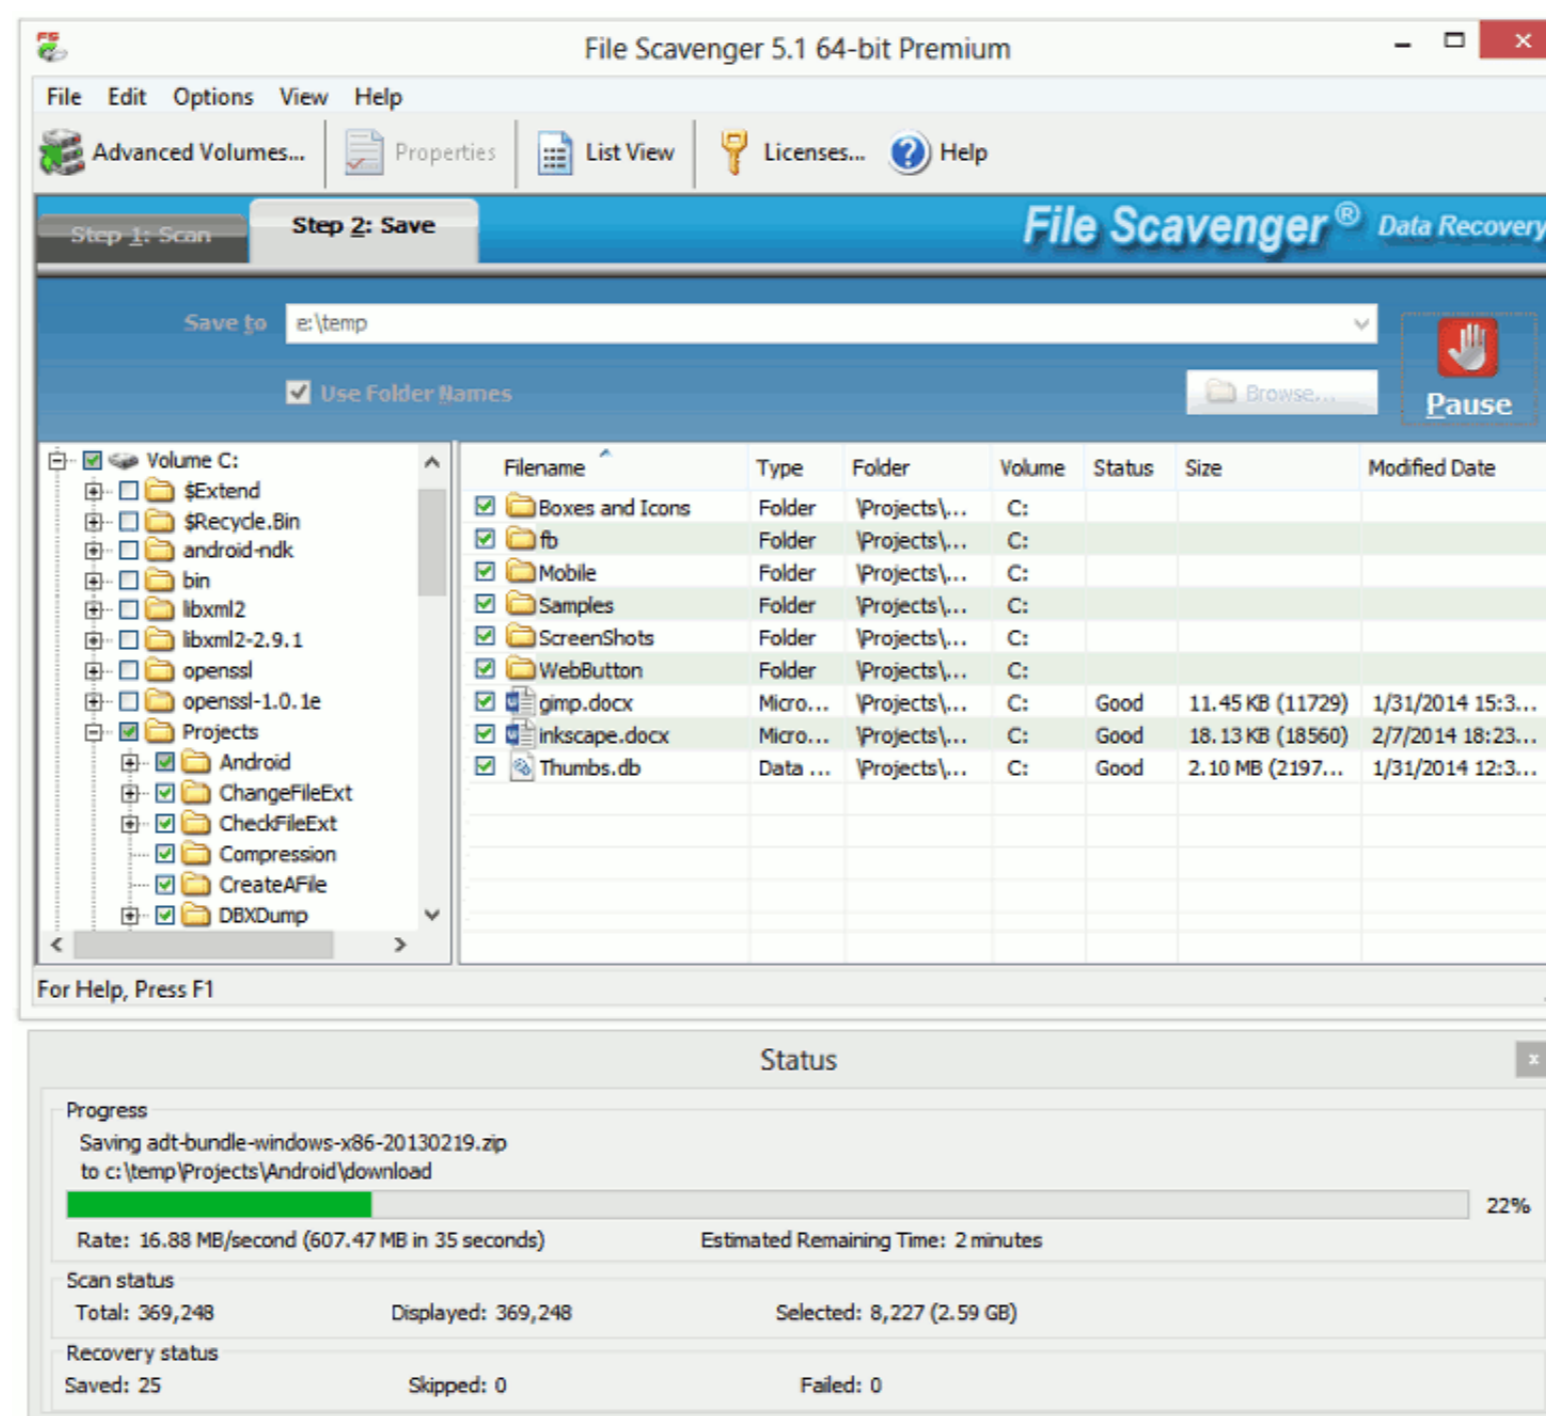 FS
File Scavenger 5.1 64-bit Premium
File Edit Options View Help
Advanced Volumes... Properties List View Licenses... Help
Step 1: Scan Step 2: Save File Scavenger® Data Recovery
Save to e:\temp
Use Folder Names Browse... Pause
Volume C:
$Extend
$Recycle.Bin
android-ndk
bin
libxml2
libxml2-2.9.1
openssl
openssl-1.0.1e
Projects
Android
ChangeFileExt
CheckFileExt
Compression
CreateAFile
DBXDump
Filename Type Folder Volume Status Size Modified Date
Boxes and Icons Folder \Projects\... C:
fb Folder \Projects\... C:
Mobile Folder \Projects\... C:
Samples Folder \Projects\... C:
ScreenShots Folder \Projects\... C:
WebButton Folder \Projects\... C:
gimp.docx Micro... \Projects\... C: Good 11.45 KB (11729) 1/31/2014 15:3...
inkscape.docx Micro... \Projects\... C: Good 18.13 KB (18560) 2/7/2014 18:23...
Thumbs.db Data ... \Projects\... C: Good 2.10 MB (2197... 1/31/2014 12:3...
For Help, Press F1
Status
Progress
Saving adt-bundle-windows-x86-20130219.zip
to c:\temp\Projects\Android\download
22%
Rate: 16.88 MB/second (607.47 MB in 35 seconds) Estimated Remaining Time: 2 minutes
Scan status
Total: 369,248 Displayed: 369,248 Selected: 8,227 (2.59 GB)
Recovery status
Saved: 25 Skipped: 0 Failed: 0